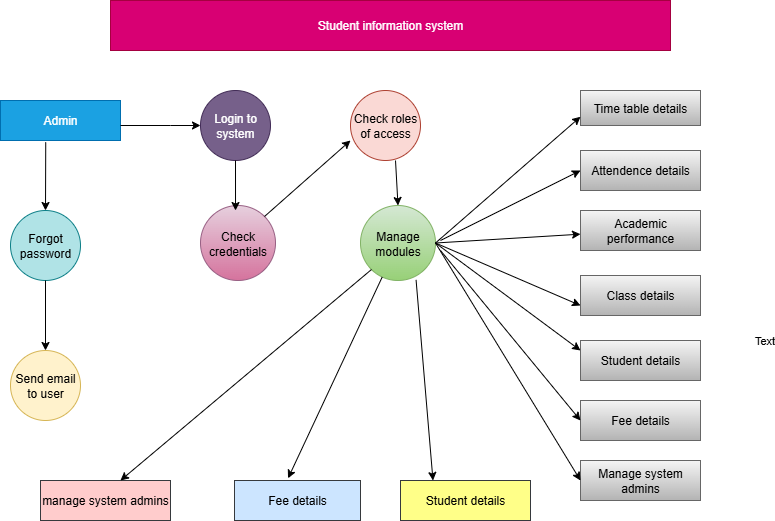 Student information system
Admin
Login to
system
Check roles
of access
Time table details
Attendence details
Academic
performance
Forgot
password
Check
credentials
Manage
modules
Class details
Text
Student details
Send email
to user
Fee details
Manage system
admins
manage system admins
Fee details
Student details